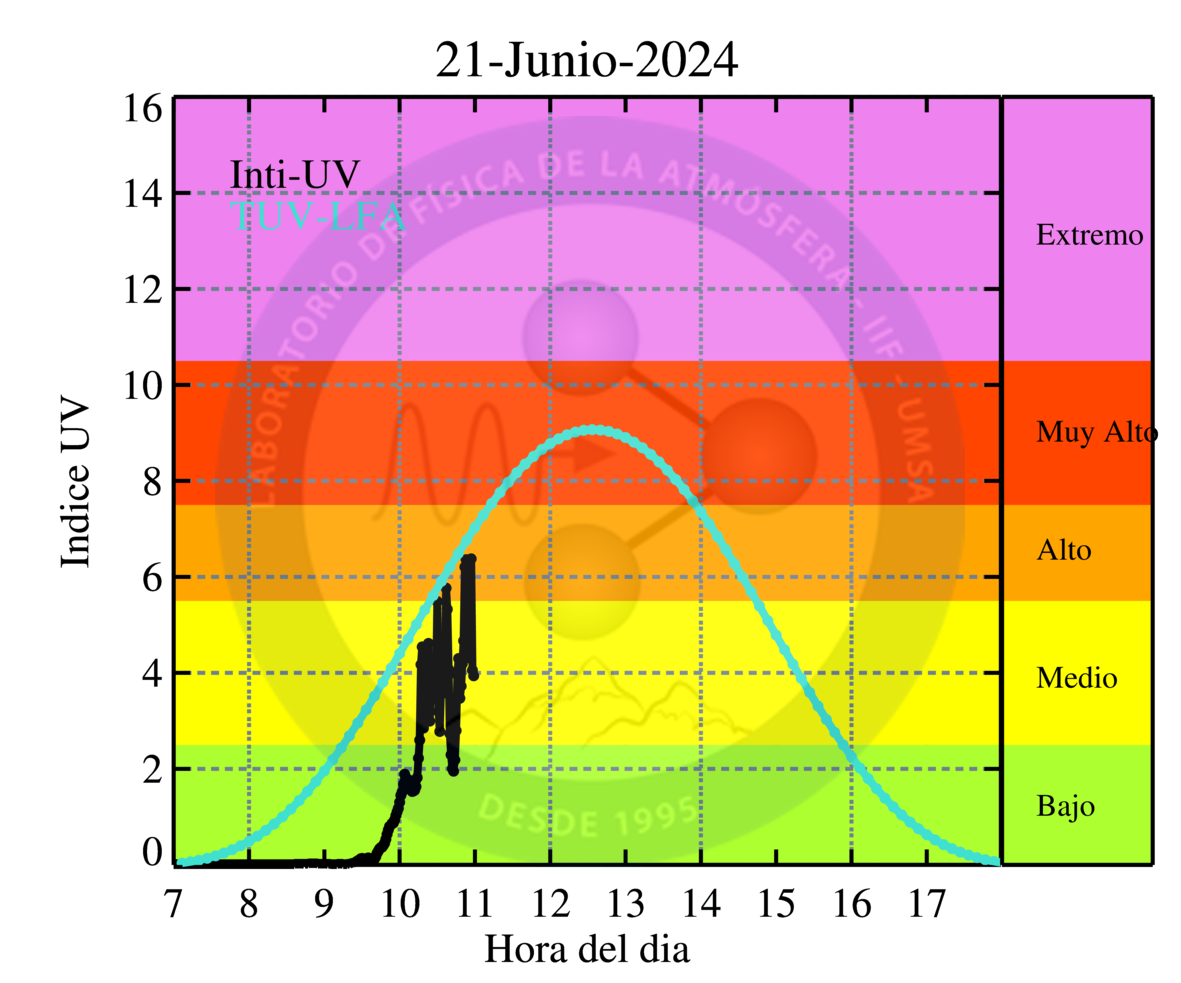 21-Junio-2024
16
14
12
10
8
6
4
2
0
Indice UV
Inti-UV
TUV-LFA
LABORATORIO DE FÍSICA DE LA ATMÓSFERA - IIF - UMSA
DESDE 1995
Extremo
Muy Alto
Alto
Medio
Bajo
7 8 9 10 11 12 13 14 15 16 17
Hora del dia